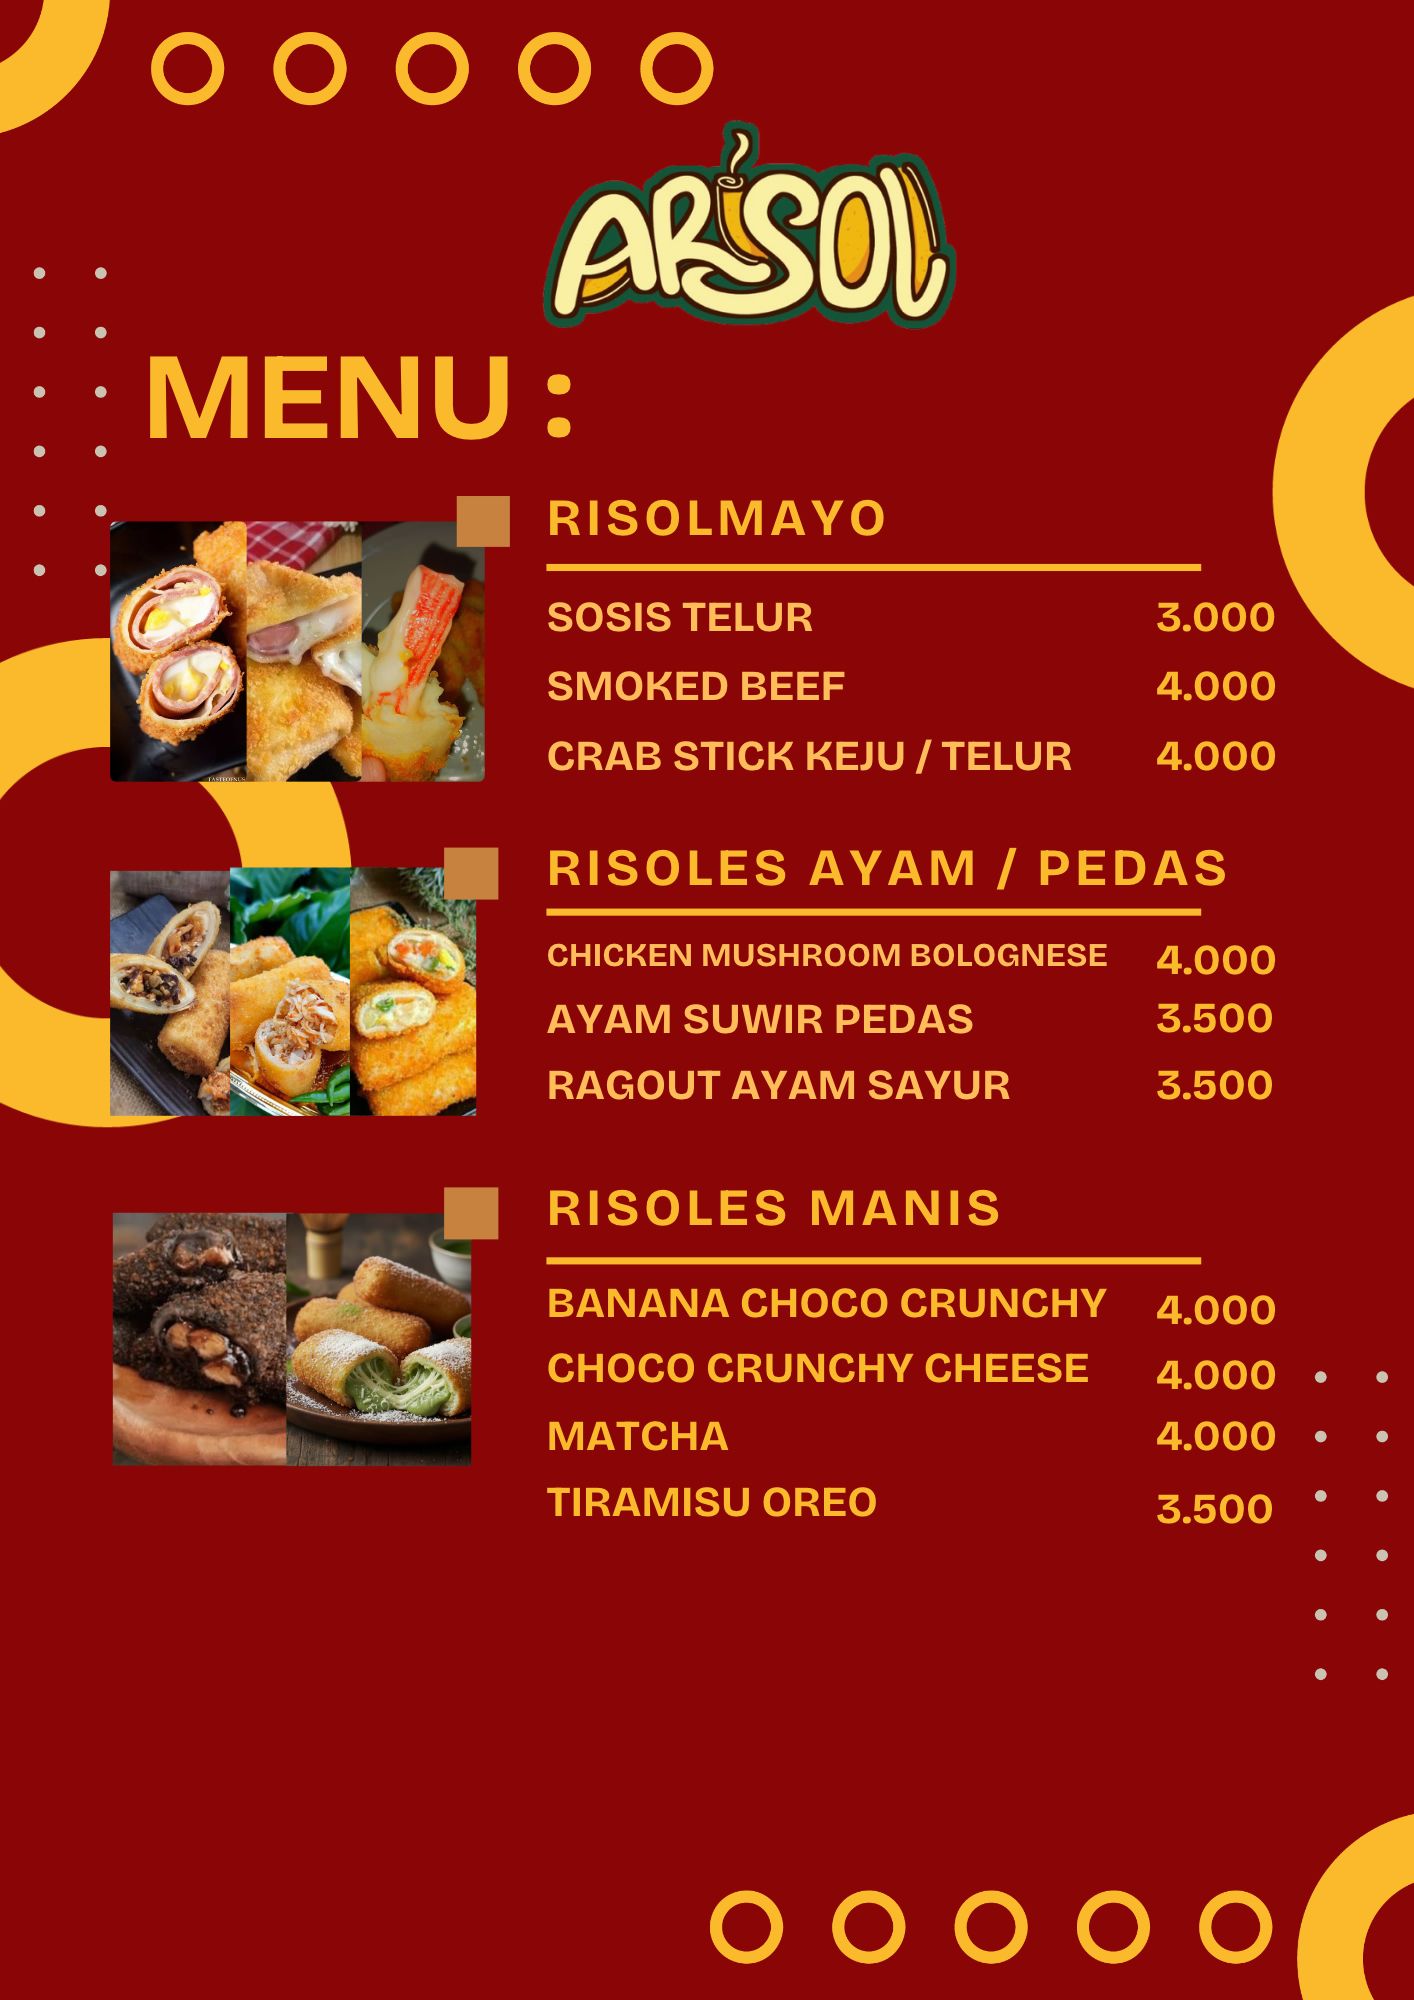 ARISOL
MENU :
RISOLMAYO
SOSIS TELUR 3.000
SMOKED BEEF 4.000
CRAB STICK KEJU / TELUR 4.000
TASTEOFNUS
RISOLES AYAM / PEDAS
CHICKEN MUSHROOM BOLOGNESE 4.000
AYAM SUWIR PEDAS 3.500
RAGOUT AYAM SAYUR 3.500
RISOLES MANIS
BANANA CHOCO CRUNCHY 4.000
CHOCO CRUNCHY CHEESE 4.000
MATCHA 4.000
TIRAMISU OREO 3.500